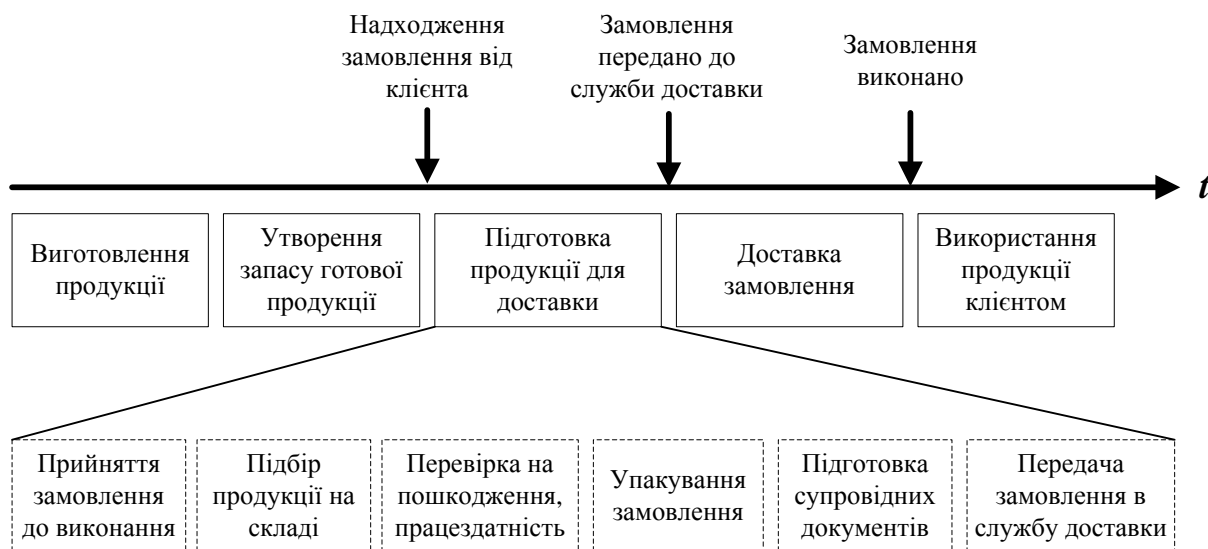 Надходження
замовлення від
клієнта
Замовлення
передано до
служби доставки
Замовлення
виконано
t
Виготовлення
продукції
Утворення
запасу готової
продукції
Підготовка
продукції для
доставки
Доставка
замовлення
Використання
продукції
клієнтом
Прийняття
замовлення
до виконання
Підбір
продукції на
складі
Перевірка на
пошкодження,
працездатність
Упакування
замовлення
Підготовка
супровідних
документів
Передача
замовлення в
службу доставки